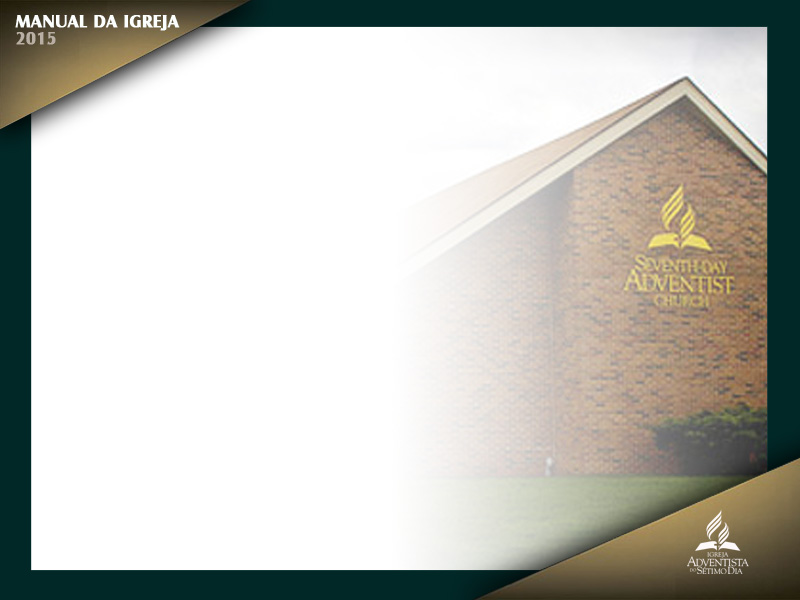 MANUAL DA IGREJA
2015
SEVENTH-DAY
ADVENTIST
CHURCH
IGREJA
ADVENTISTA
DO SÉTIMO DIA